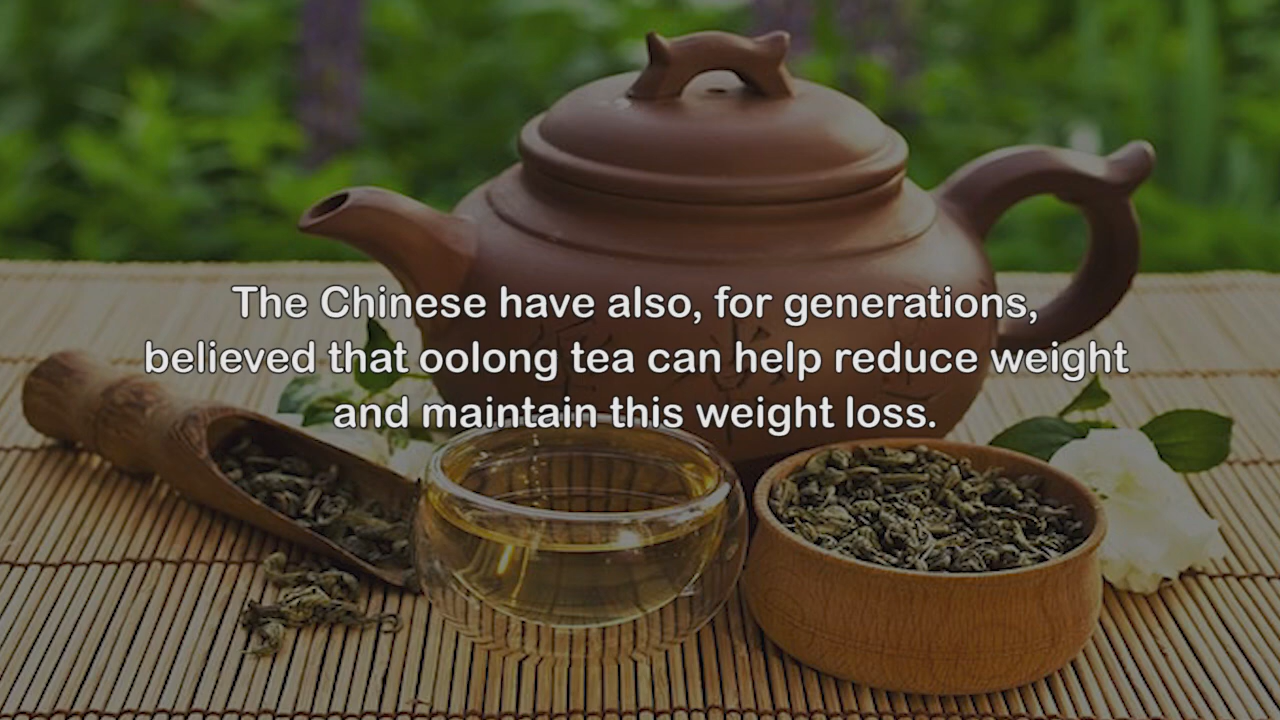 The Chinese have also, for generations,
believed that oolong tea can help reduce weight
and maintain this weight loss.